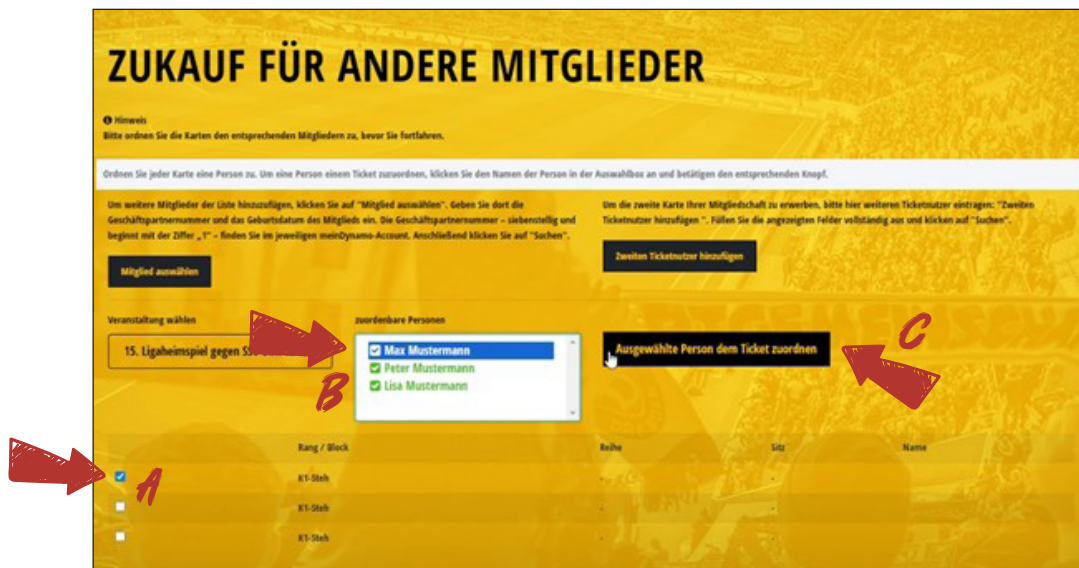 ZUKAUF FÜR ANDERE MITGLIEDER
Hinweis
Bitte ordnen Sie die Karten den entsprechenden Mitgliedern zu, bevor Sie fortfahren.
Ordnen Sie jeder Karte eine Person zu. Um eine Person einem Ticket zuzuordnen, klicken Sie den Namen der Person in der Auswahlbox an und betätigen den entsprechenden Knopf.
Um weitere Mitglieder der Liste hinzuzufügen, klicken Sie auf "Mitglied auswählen". Geben Sie dort die
Geschäftspartnernummer und das Geburtsdatum des Mitglieds ein. Die Geschäftspartnernummer – siebenstellig und
beginnt mit der Ziffer „1" – finden Sie im jeweiligen meinDynamo-Account. Anschließend klicken Sie auf "Suchen".
Mitglied auswählen
Um die zweite Karte Ihrer Mitgliedschaft zu erwerben, bitte hier weiteren Ticketnutzer eintragen: "Zweiten
Ticketnutzer hinzufügen ". Füllen Sie die angezeigten Felder vollständig aus und klicken auf "Suchen".
Zweiten Ticketnutzer hinzufügen
Veranstaltung wählen
15. Ligaheimspiel gegen
zuordenbare Personen
Max Mustermann
Peter Mustermann
Lisa Mustermann
B
Ausgewählte Person dem Ticket zuordnen
C
Rang / Block Reihe Sitz Name
A
K1-Steh - -
K1-Steh - -
K1-Steh - -